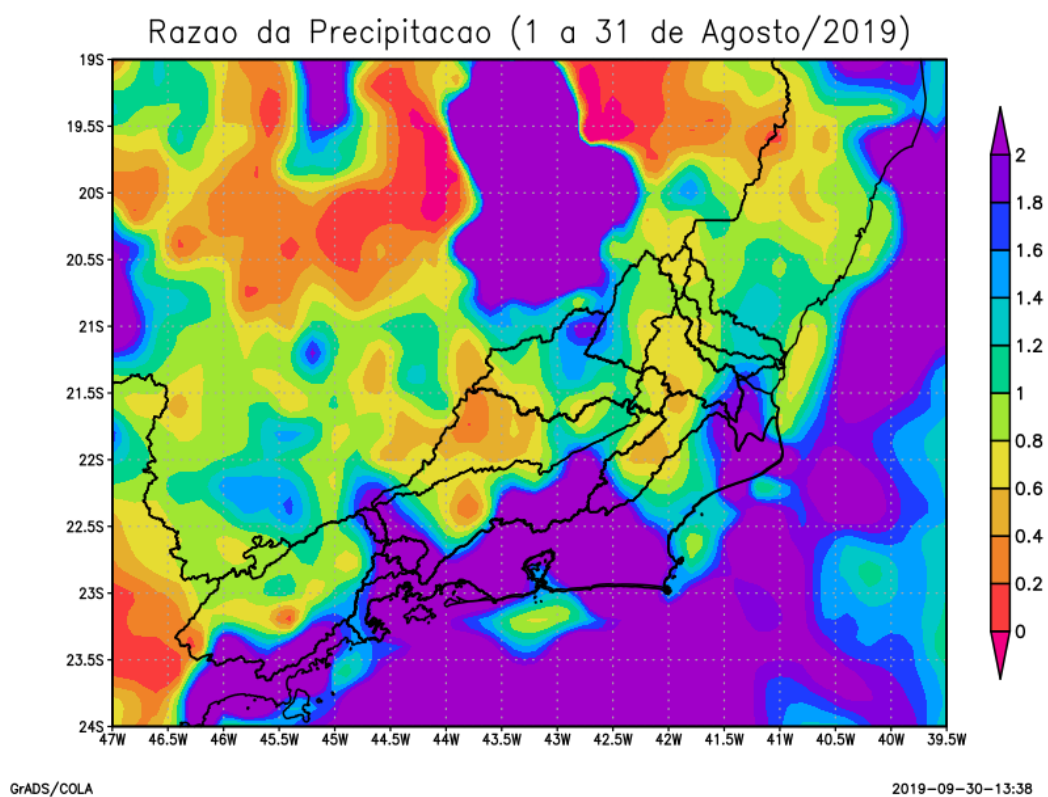 Razao da Precipitacao (1 a 31 de Agosto/2019)
19S
19.5S
20S
20.5S
21S
21.5S
22S
22.5S
23S
23.5S
24S
47W 46.5W 46W 45.5W 45W 44.5W 44W 43.5W 43W 42.5W 42W 41.5W 41W 40.5W 40W 39.5W
2
1.8
1.6
1.4
1.2
1
0.8
0.6
0.4
0.2
0
GrADS/COLA 2019-09-30-13:38